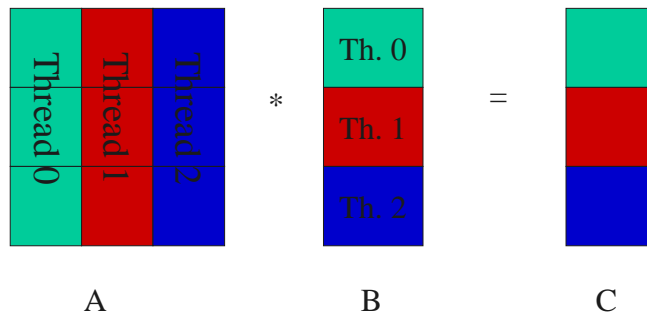 Thread 0
Thread 1
Thread 2
*
Th. 0
Th. 1
Th. 2
=
A
B
C